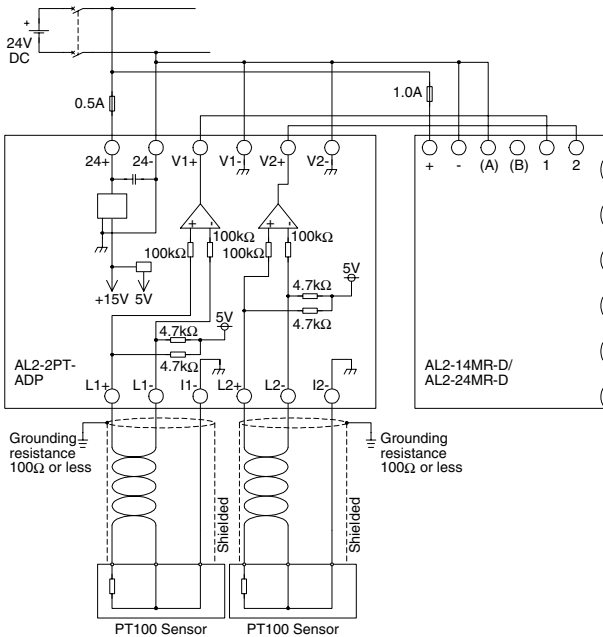 +
24V
DC
0.5A
1.0A
24+ 24- V1+ V1- V2+ V2-
+ - (A) (B) 1 2
+ - + -
100kΩ 100kΩ
100kΩ 100kΩ
+15V 5V
4.7kΩ 5V
4.7kΩ
4.7kΩ 5V
4.7kΩ
AL2-2PT-
ADP
AL2-14MR-D/
AL2-24MR-D
L1+ L1- I1- L2+ L2- I2-
Grounding
resistance
100Ω or less
Grounding
resistance
100Ω or less
Shielded
Shielded
PT100 Sensor
PT100 Sensor